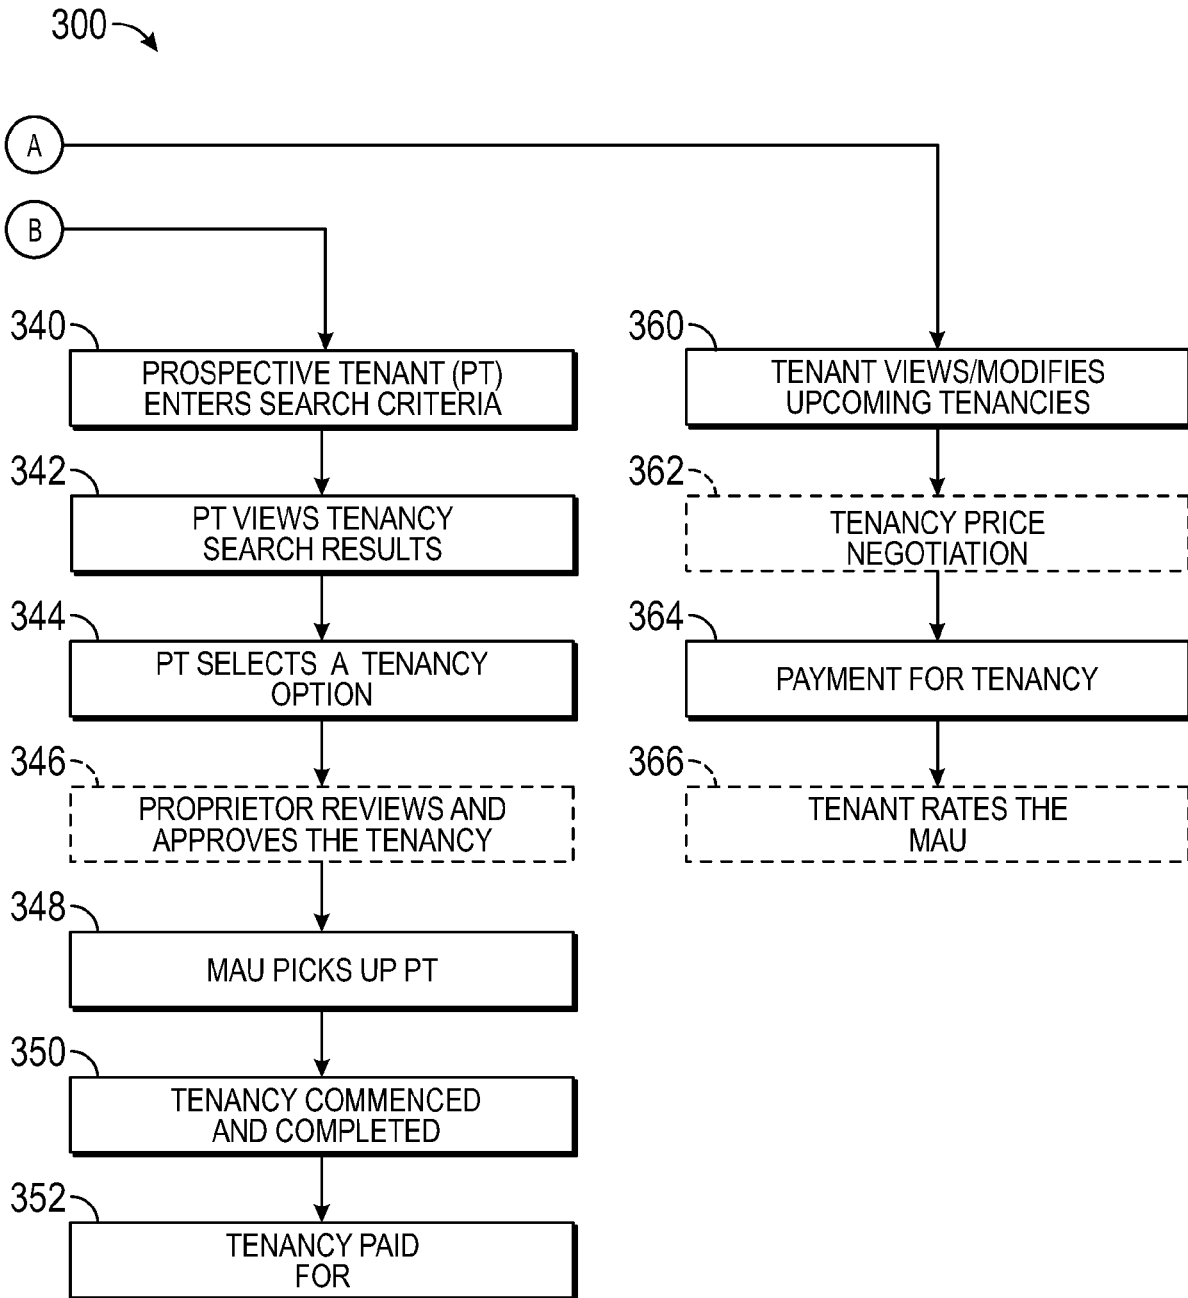 300
A
B
340
PROSPECTIVE TENANT (PT)
ENTERS SEARCH CRITERIA
342
PT VIEWS TENANCY
SEARCH RESULTS
344
PT SELECTS A TENANCY
OPTION
346
PROPRIETOR REVIEWS AND
APPROVES THE TENANCY
348
MAU PICKS UP PT
350
TENANCY COMMENCED
AND COMPLETED
352
TENANCY PAID
FOR
360
TENANT VIEWS/MODIFIES
UPCOMING TENANCIES
362
TENANCY PRICE
NEGOTIATION
364
PAYMENT FOR TENANCY
366
TENANT RATES THE
MAU